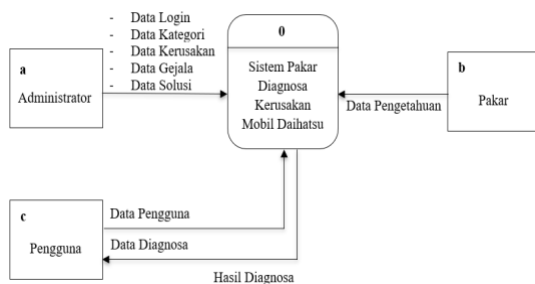 - Data Login
- Data Kategori
- Data Kerusakan
- Data Gejala
- Data Solusi
a
Administrator
0
Sistem Pakar
Diagnosa
Kerusakan
Mobil Daihatsu
b
Pakar
Data Pengetahuan
c
Pengguna
Data Pengguna
Data Diagnosa
Hasil Diagnosa